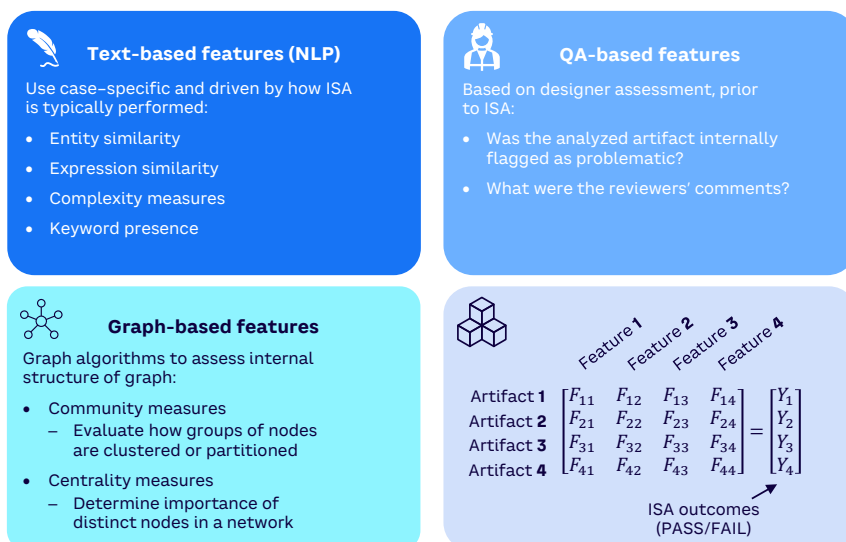 Text-based features (NLP)
Use case–specific and driven by how ISA
is typically performed:
• Entity similarity
• Expression similarity
• Complexity measures
• Keyword presence
QA-based features
Based on designer assessment, prior
to ISA:
• Was the analyzed artifact internally
flagged as problematic?
• What were the reviewers’ comments?
Graph-based features
Graph algorithms to assess internal
structure of graph:
• Community measures
– Evaluate how groups of nodes
are clustered or partitioned
• Centrality measures
– Determine importance of
distinct nodes in a network
Feature 1
Feature 2
Feature 3
Feature 4
Artifact 1 F₁₁ F₁₂ F₁₃ F₁₄ Y₁
Artifact 2 F₂₁ F₂₂ F₂₃ F₂₄ = Y₂
Artifact 3 F₃₁ F₃₂ F₃₃ F₃₄ Y₃
Artifact 4 F₄₁ F₄₂ F₄₃ F₄₄ Y₄
ISA outcomes
(PASS/FAIL)